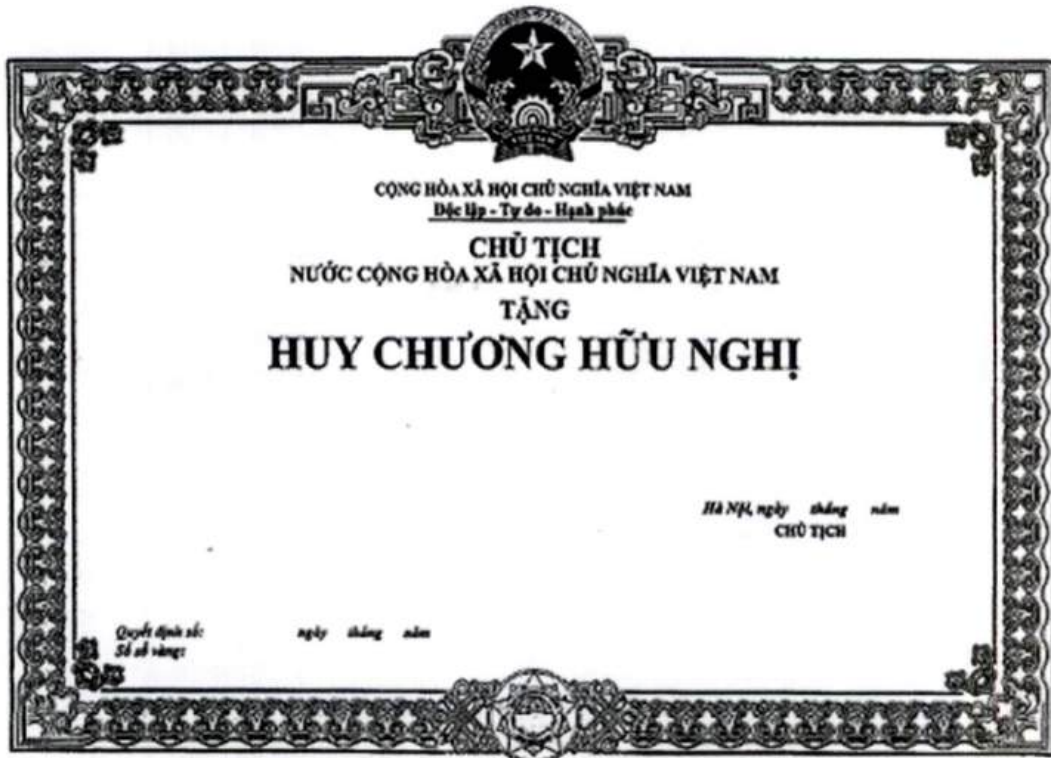 CỘNG HÒA XÃ HỘI CHỦ NGHĨA VIỆT NAM
Độc lập - Tự do - Hạnh phúc
CHỦ TỊCH
NƯỚC CỘNG HÒA XÃ HỘI CHỦ NGHĨA VIỆT NAM
TẶNG
HUY CHƯƠNG HỮU NGHỊ
Hà Nội, ngày tháng năm
CHỦ TỊCH
Quyết định số: ngày tháng năm
Số sổ vàng: